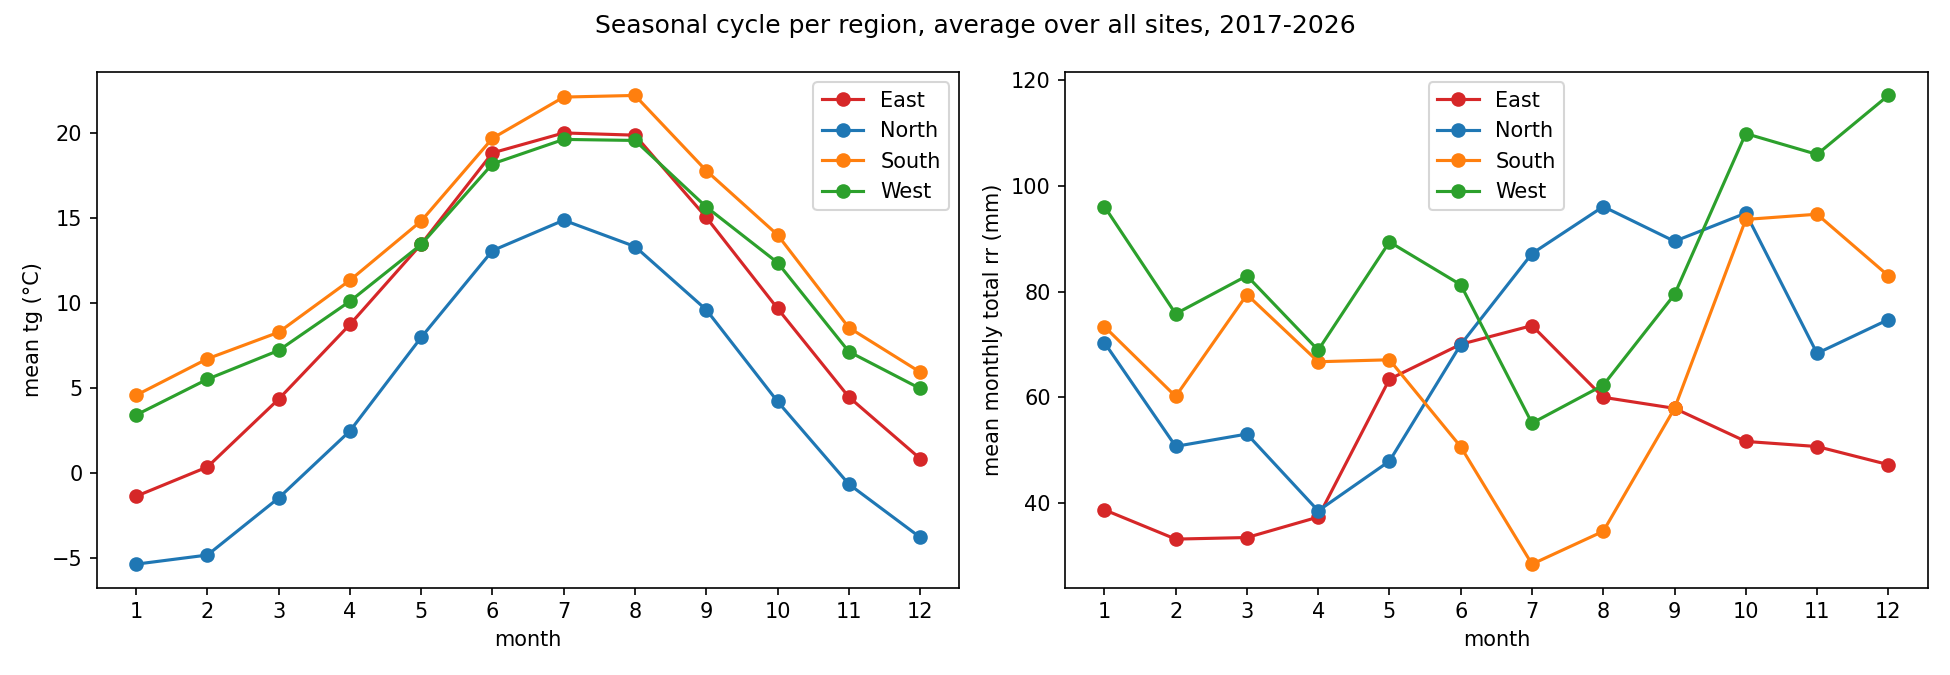 Seasonal cycle per region, average over all sites, 2017-2026
mean tg (°C)
20
15
10
5
0
−5
1 2 3 4 5 6 7 8 9 10 11 12
month
East
North
South
West
mean monthly total rr (mm)
120
100
80
60
40
1 2 3 4 5 6 7 8 9 10 11 12
month
East
North
South
West